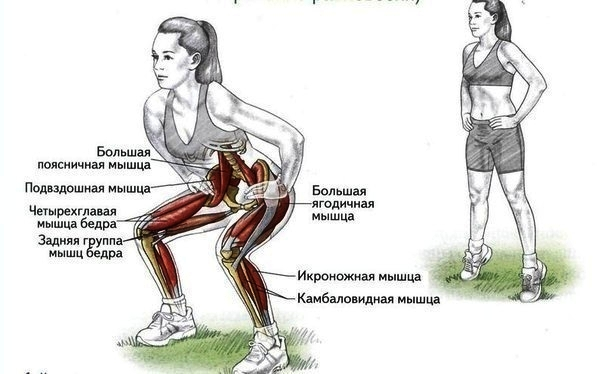 Большая
поясничная мышца
Подвздошная мышца
Четырехглавая
мышца бедра
Задняя группа
мышц бедра
Большая
ягодичная
мышца
Икроножная мышца
Камбаловидная мышца